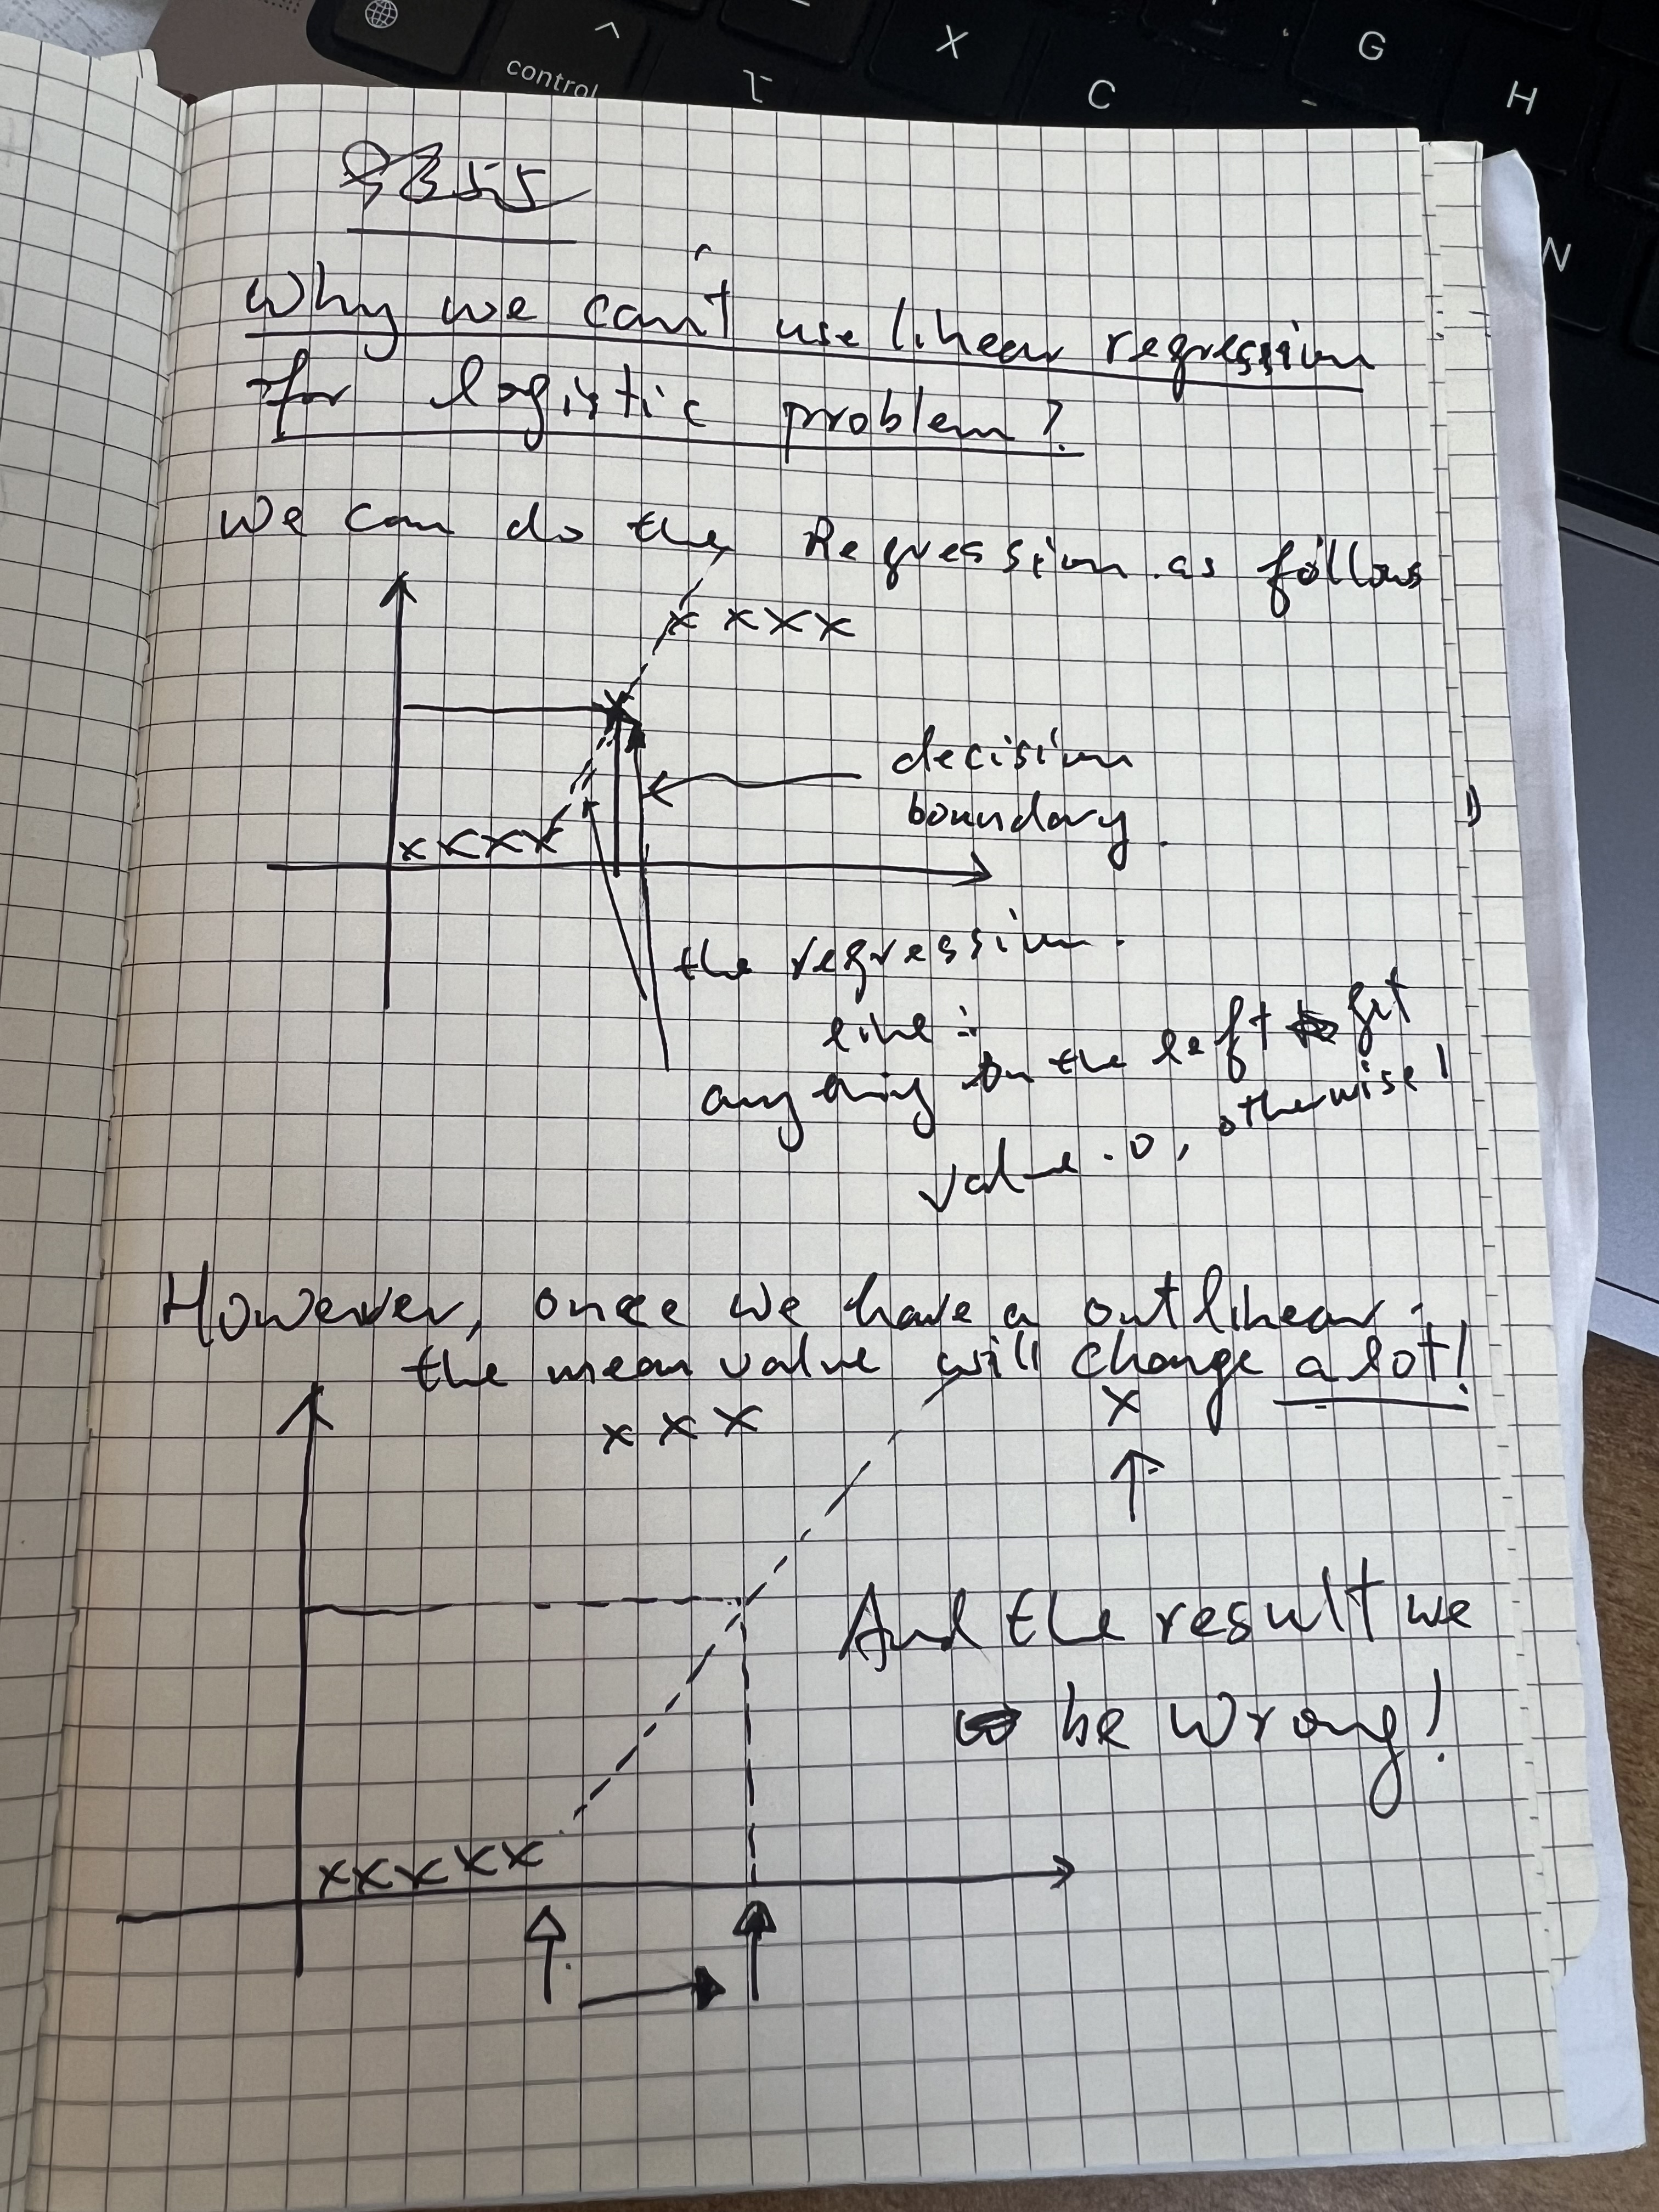 control
X
C
G
H
N
Why we can't use linear regression
for logistic problem?
We can do the Regression as follows
x x x x
decision
boundary.
x x x x
the regression
line:
anything on the left get
value 0, otherwise 1
However, once we have a outlinear.
the mean value will change a lot!
x x x
x
And the result we
be wrong!
x x x x x